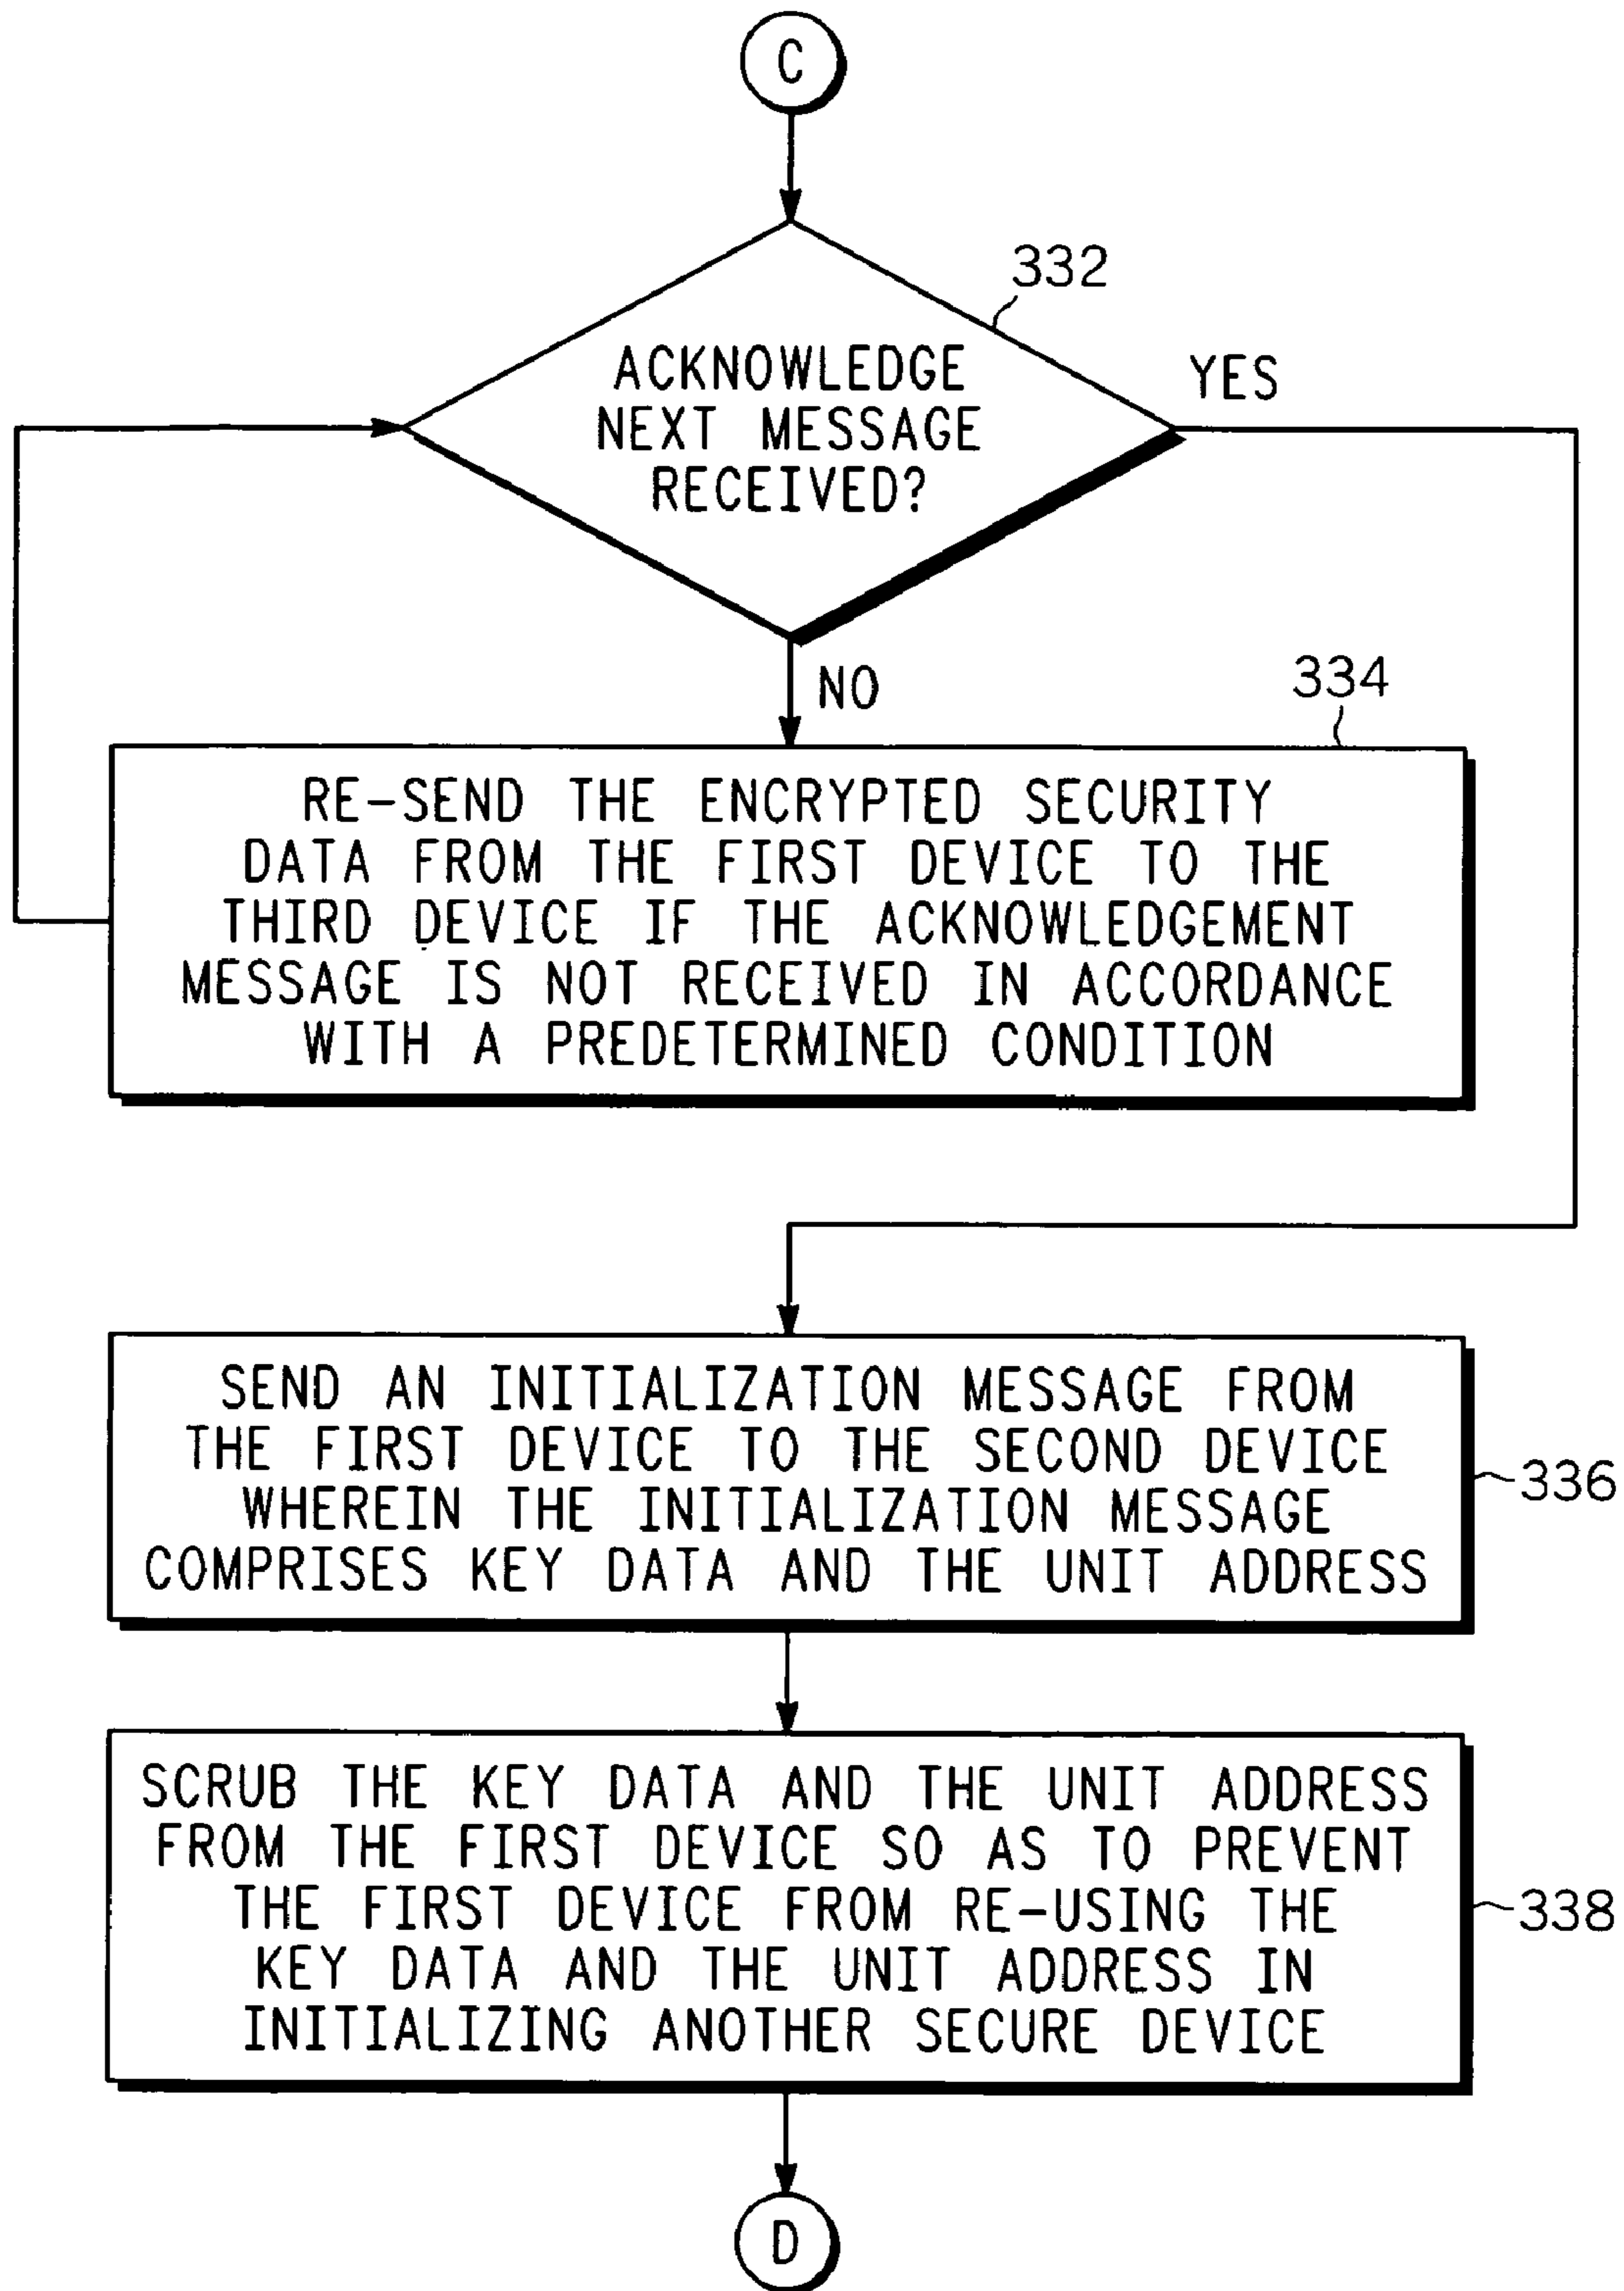 C
332
ACKNOWLEDGE
NEXT MESSAGE
RECEIVED?
YES
NO
334
RE-SEND THE ENCRYPTED SECURITY
DATA FROM THE FIRST DEVICE TO THE
THIRD DEVICE IF THE ACKNOWLEDGEMENT
MESSAGE IS NOT RECEIVED IN ACCORDANCE
WITH A PREDETERMINED CONDITION
SEND AN INITIALIZATION MESSAGE FROM
THE FIRST DEVICE TO THE SECOND DEVICE
WHEREIN THE INITIALIZATION MESSAGE
COMPRISES KEY DATA AND THE UNIT ADDRESS
336
SCRUB THE KEY DATA AND THE UNIT ADDRESS
FROM THE FIRST DEVICE SO AS TO PREVENT
THE FIRST DEVICE FROM RE-USING THE
KEY DATA AND THE UNIT ADDRESS IN
INITIALIZING ANOTHER SECURE DEVICE
338
D